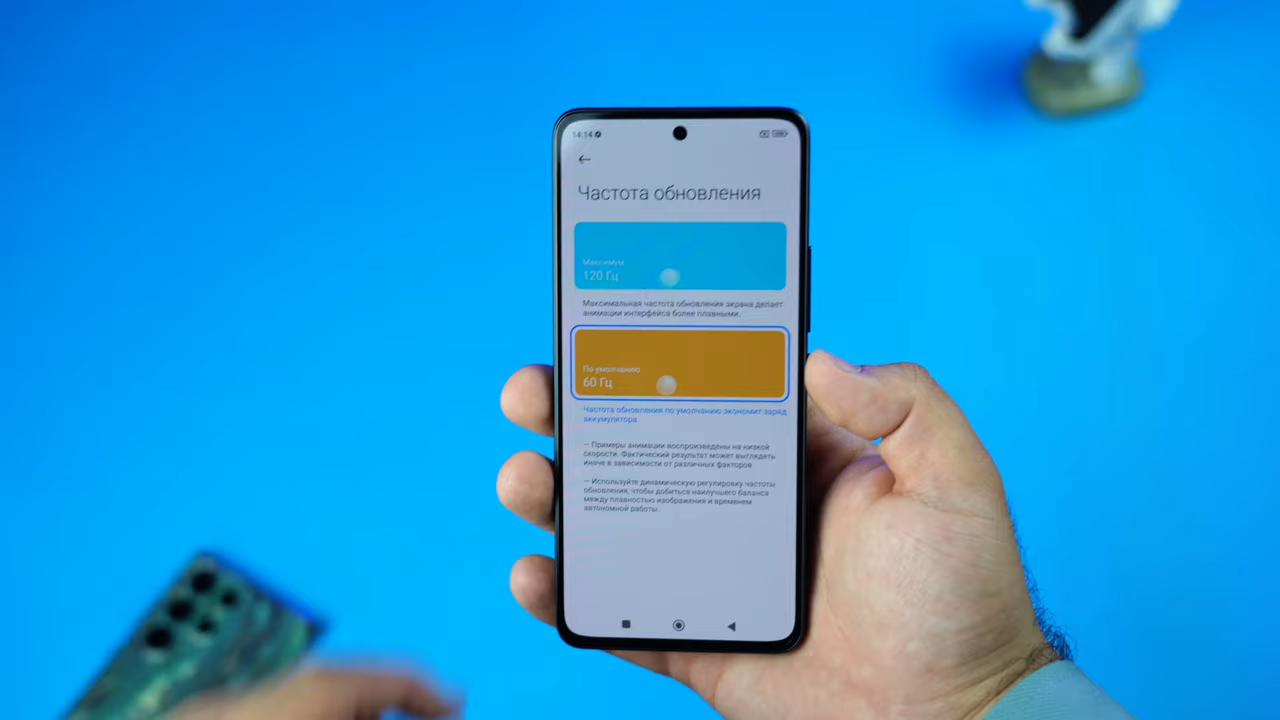 14:14
Частота обновления
Максимум
120 Гц
Максимальная частота обновления экрана делает
анимации интерфейса более плавными.
По умолчанию
60 Гц
Частота обновления по умолчанию экономит заряд
аккумулятора.
— Примеры анимации воспроизведены на низкой
скорости. Фактический результат может выглядеть
иначе в зависимости от различных факторов
— Используйте динамическую регулировку частоты
обновления, чтобы добиться наилучшего баланса
между плавностью изображения и временем
автономной работы.